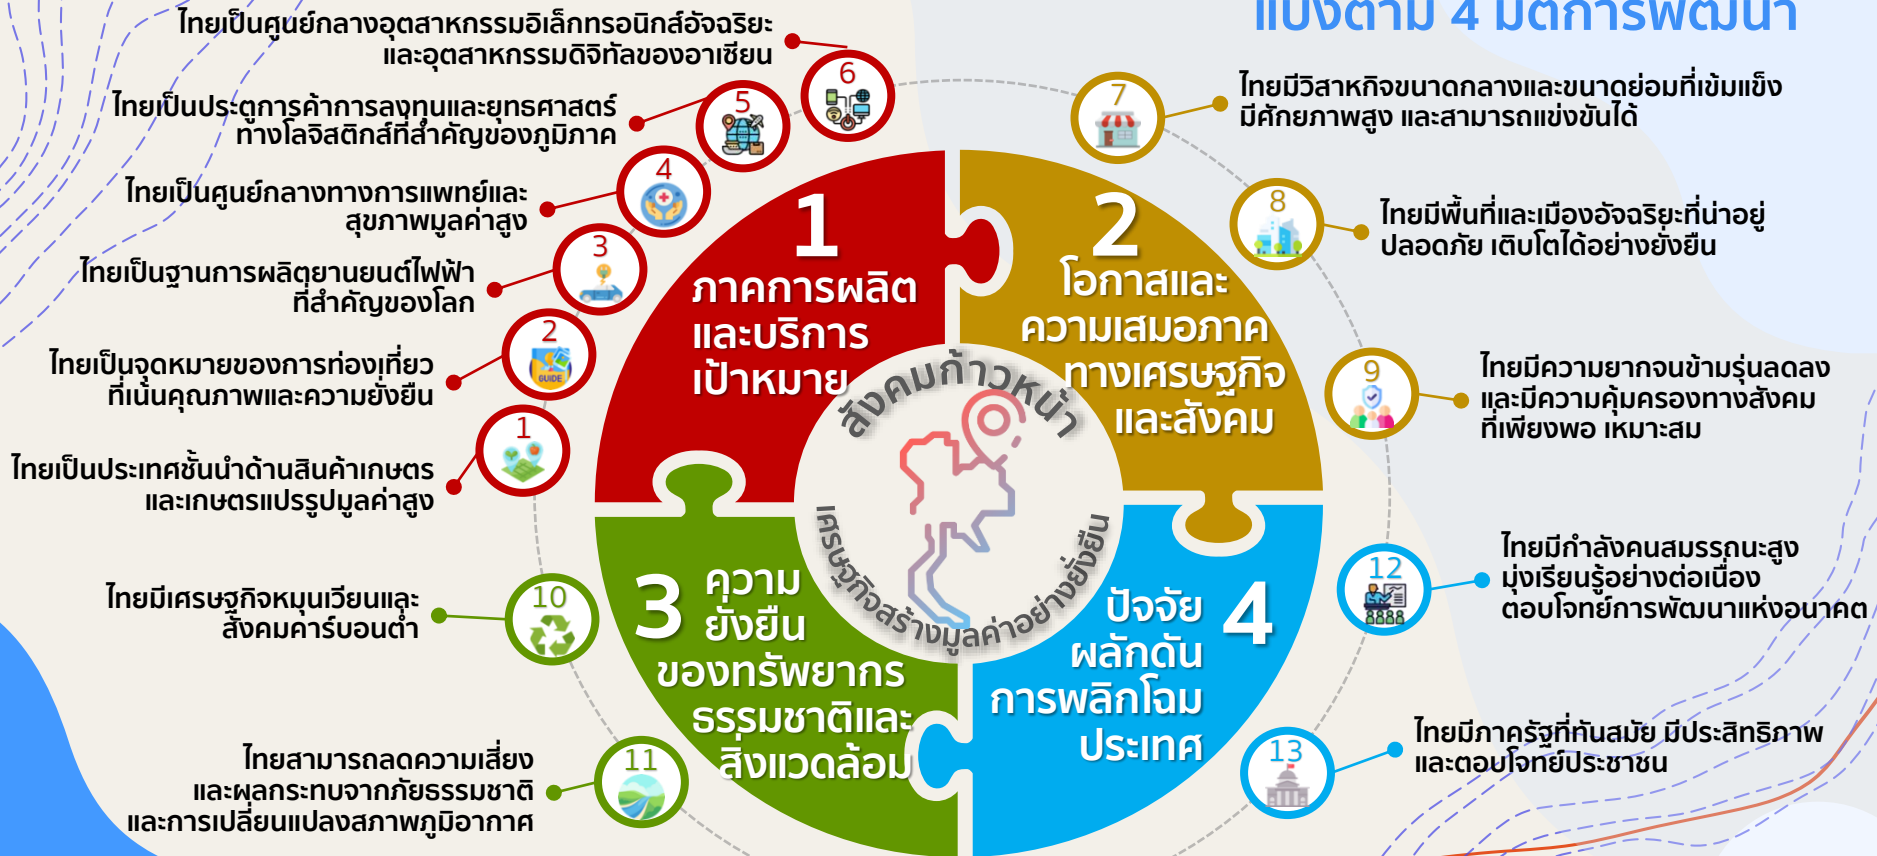 แบ่งตาม 4 มิติการพัฒนา
ไทยเป็นศูนย์กลางอุตสาหกรรมอิเล็กทรอนิกส์อัจฉริยะ
และอุตสาหกรรมดิจิทัลของอาเซียน
6
ไทยเป็นประตูการค้าการลงทุนและยุทธศาสตร์
ทางโลจิสติกส์ที่สำคัญของภูมิภาค
5
ไทยเป็นศูนย์กลางทางการแพทย์และ
สุขภาพมูลค่าสูง
4
ไทยเป็นฐานการผลิตยานยนต์ไฟฟ้า
ที่สำคัญของโลก
3
ไทยเป็นจุดหมายของการท่องเที่ยว
ที่เน้นคุณภาพและความยั่งยืน
2
GUIDE
ไทยเป็นประเทศชั้นนำด้านสินค้าเกษตร
และเกษตรแปรรูปมูลค่าสูง
1
1
ภาคการผลิต
และบริการ
เป้าหมาย
2
โอกาสและ
ความเสมอภาค
ทางเศรษฐกิจ
และสังคม
7
ไทยมีวิสาหกิจขนาดกลางและขนาดย่อมที่เข้มแข็ง
มีศักยภาพสูง และสามารถแข่งขันได้
8
ไทยมีพื้นที่และเมืองอัจฉริยะที่น่าอยู่
ปลอดภัย เติบโตได้อย่างยั่งยืน
9
ไทยมีความยากจนข้ามรุ่นลดลง
และมีความคุ้มครองทางสังคม
ที่เพียงพอ เหมาะสม
สังคมก้าวหน้า
เศรษฐกิจสร้างมูลค่าอย่างยั่งยืน
3
ความ
ยั่งยืน
ของทรัพยากร
ธรรมชาติและ
สิ่งแวดล้อม
ไทยมีเศรษฐกิจหมุนเวียนและ
สังคมคาร์บอนต่ำ
10
ไทยสามารถลดความเสี่ยง
และผลกระทบจากภัยธรรมชาติ
และการเปลี่ยนแปลงสภาพภูมิอากาศ
11
4
ปัจจัย
ผลักดัน
การพลิกโฉม
ประเทศ
12
ไทยมีกำลังคนสมรรถนะสูง
มุ่งเรียนรู้อย่างต่อเนื่อง
ตอบโจทย์การพัฒนาแห่งอนาคต
13
ไทยมีภาครัฐที่ทันสมัย มีประสิทธิภาพ
และตอบโจทย์ประชาชน